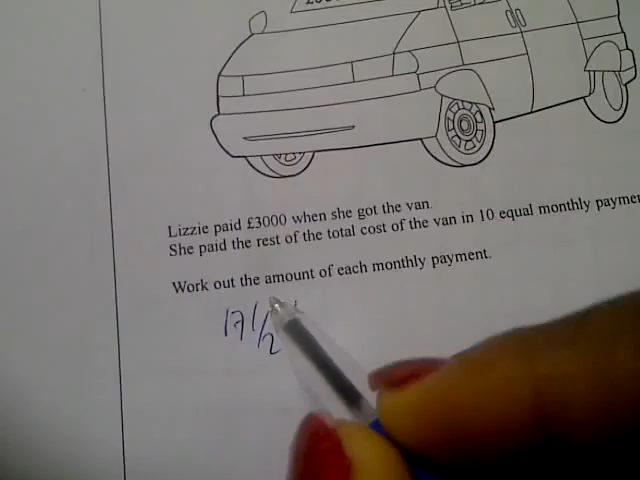 Lizzie paid £3000 when she got the van.
She paid the rest of the total cost of the van in 10 equal monthly
Work out the amount of each monthly payment.
17 1/2